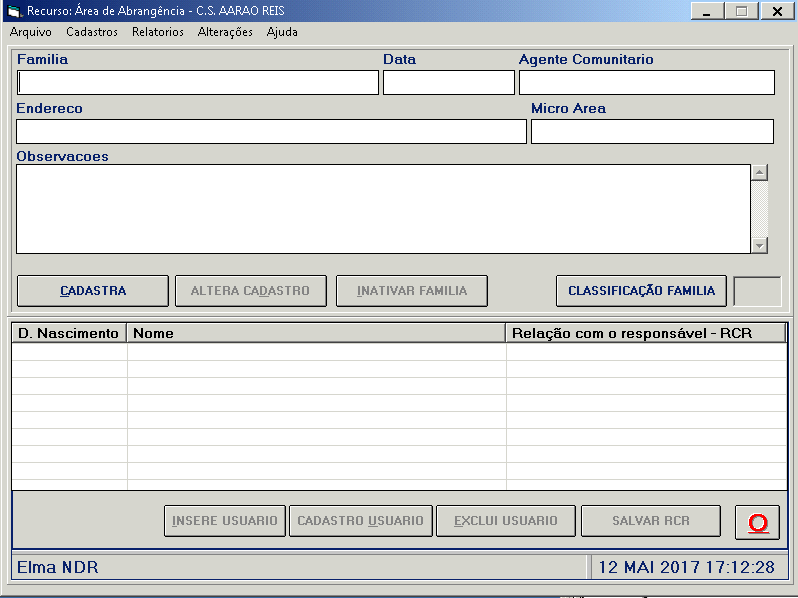 Recurso: Área de Abrangência - C.S. AARAO REIS
Arquivo Cadastros Relatorios Alterações Ajuda
Familia Data Agente Comunitario
Endereco Micro Area
Observacoes
CADASTRA ALTERA CADASTRO INATIVAR FAMILIA CLASSIFICAÇÃO FAMILIA
D. Nascimento Nome Relação com o responsável - RCR
INSERE USUARIO CADASTRO USUARIO EXCLUI USUARIO SALVAR RCR O
Elma NDR 12 MAI 2017 17:12:28